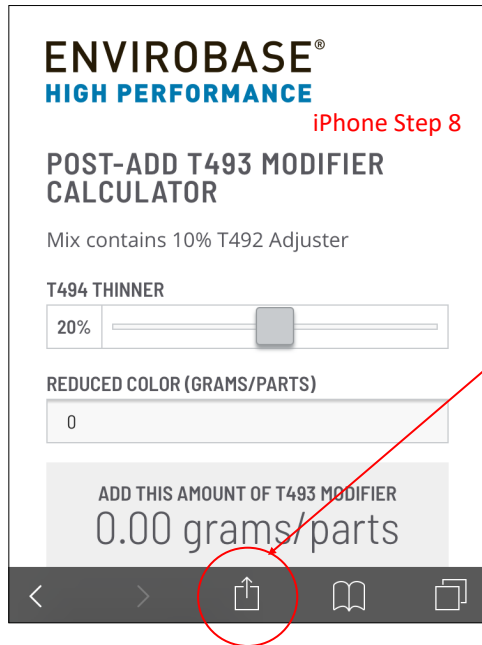 ENVIROBASE®
HIGH PERFORMANCE
iPhone Step 8
POST-ADD T493 MODIFIER
CALCULATOR
Mix contains 10% T492 Adjuster
T494 THINNER
20%
REDUCED COLOR (GRAMS/PARTS)
0
ADD THIS AMOUNT OF T493 MODIFIER
0.00 grams/parts